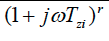 (1 + jωT_{zi})^r